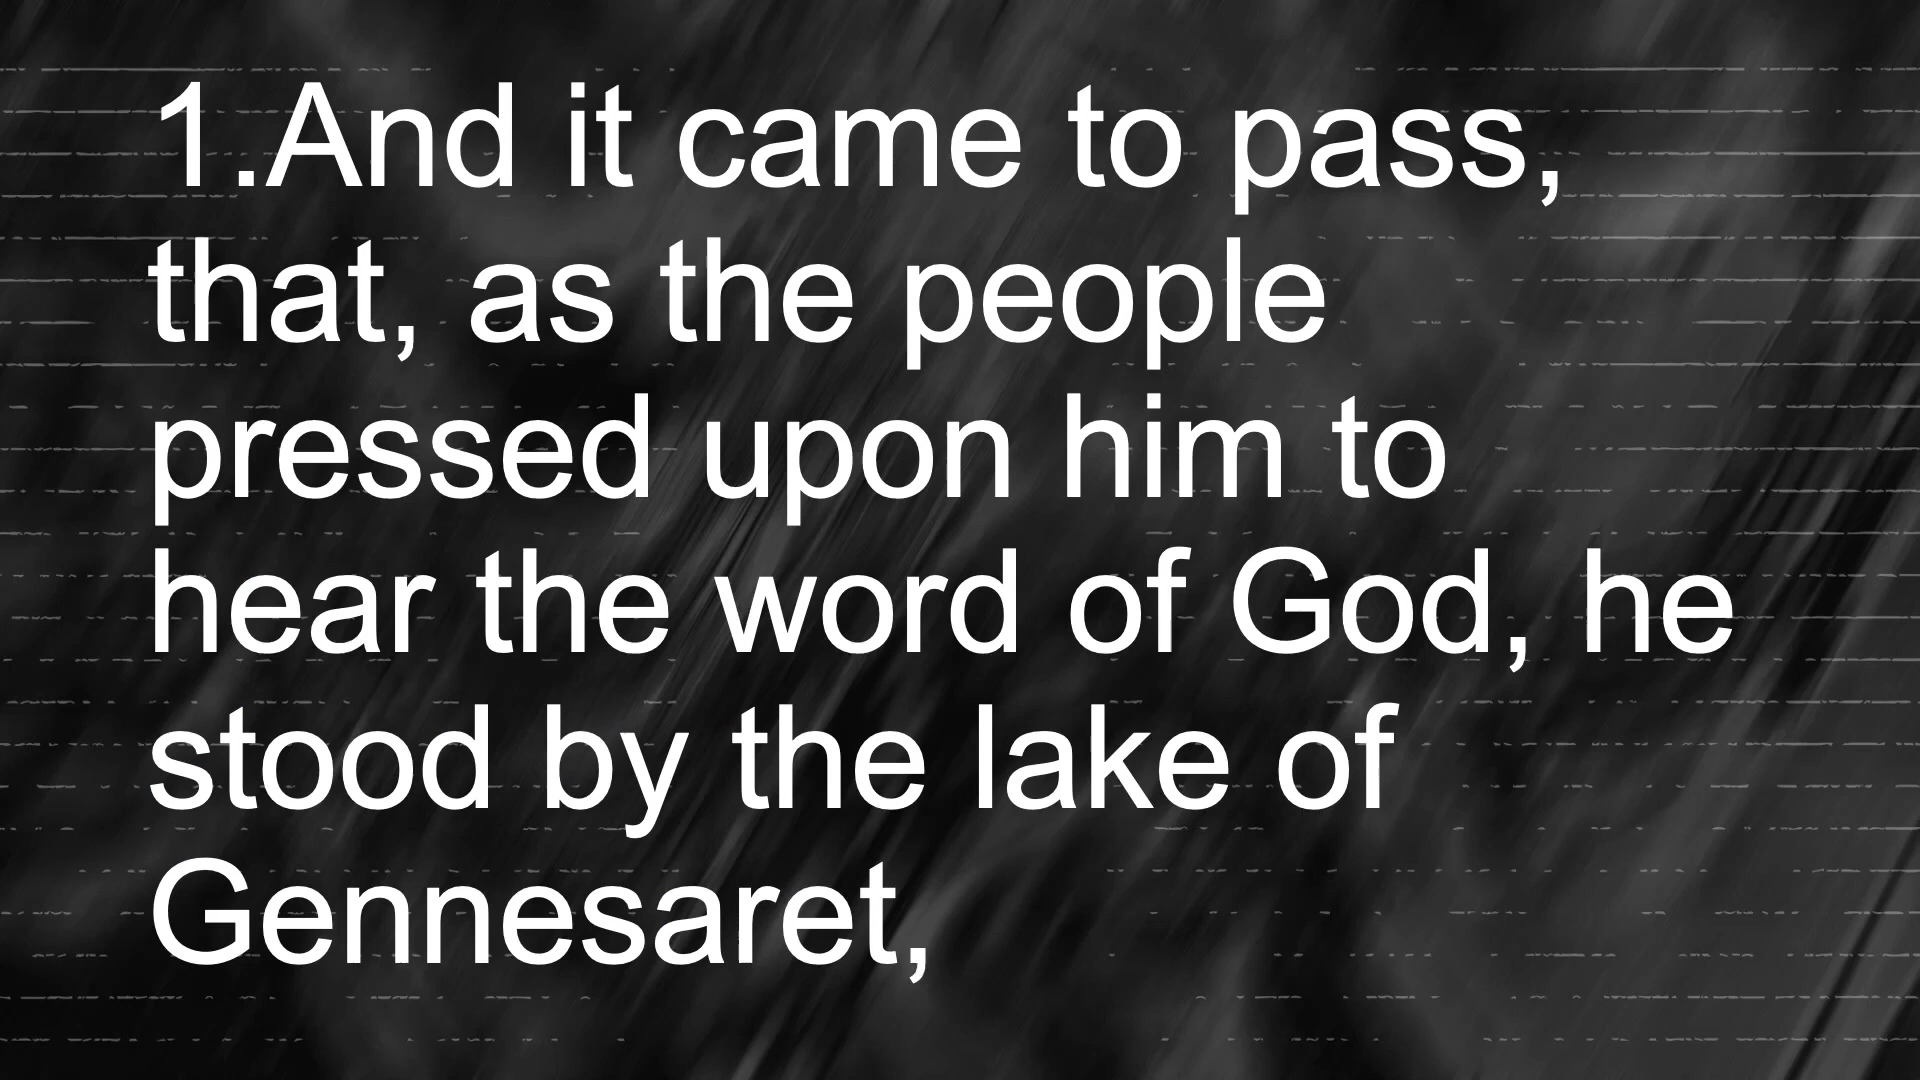 1.And it came to pass,
that, as the people
pressed upon him to
hear the word of God, he
stood by the lake of
Gennesaret,